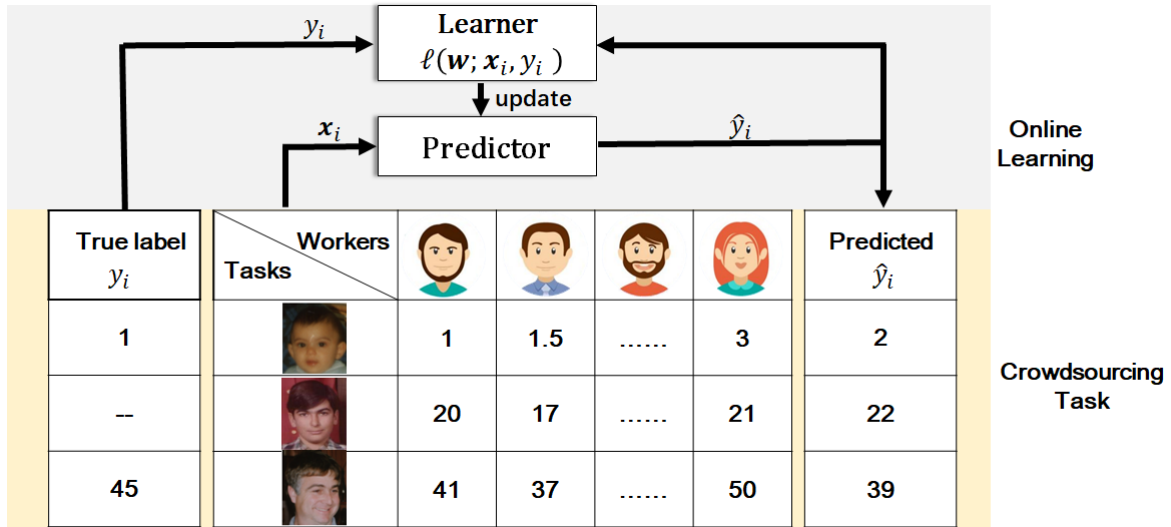 y_i
Learner
ℓ(w; x_i, y_i )
update
x_i
Predictor
ŷ_i
Online
Learning
True label
y_i
Workers
Tasks
Predicted
ŷ_i
1 1 1.5 ...... 3 2
-- 20 17 ...... 21 22
45 41 37 ...... 50 39
Crowdsourcing
Task